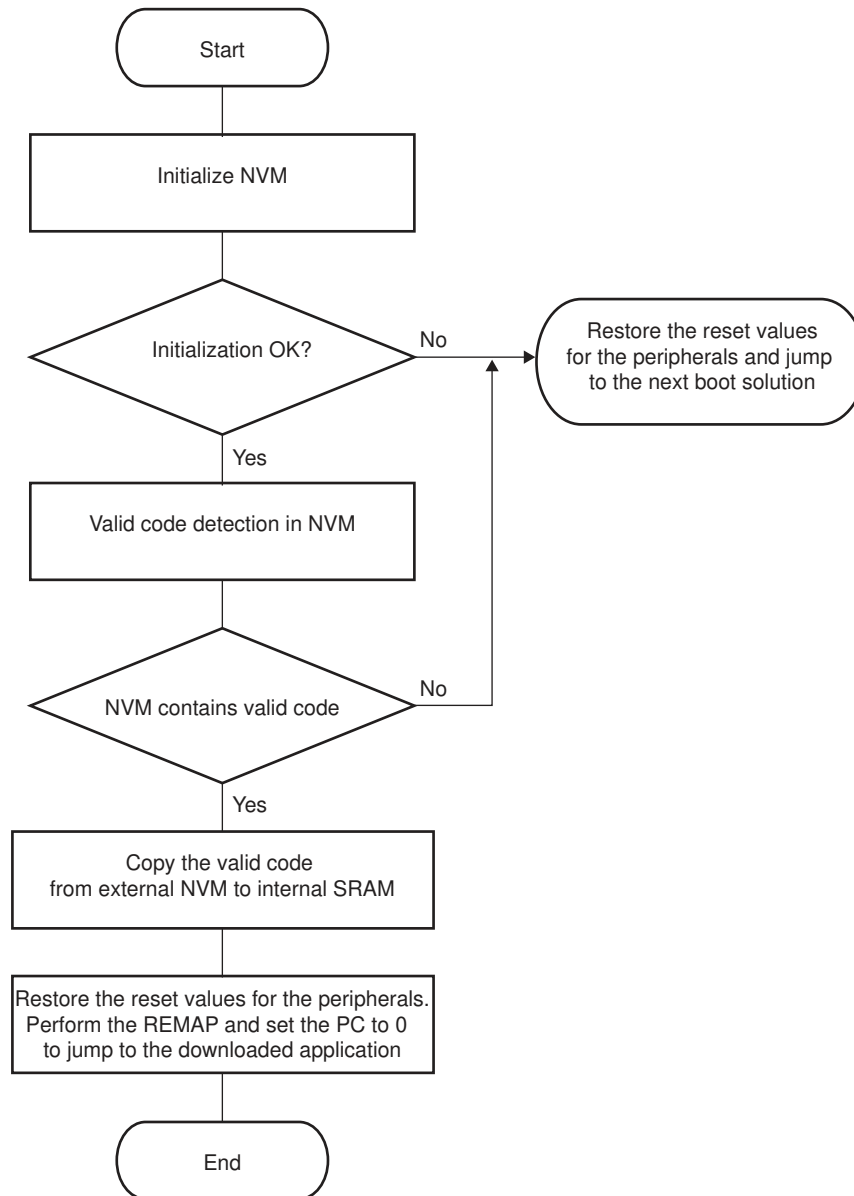 Start
Initialize NVM
Initialization OK?
No
Restore the reset values
for the peripherals and jump
to the next boot solution
Yes
Valid code detection in NVM
NVM contains valid code
No
Yes
Copy the valid code
from external NVM to internal SRAM
Restore the reset values for the peripherals.
Perform the REMAP and set the PC to 0
to jump to the downloaded application
End